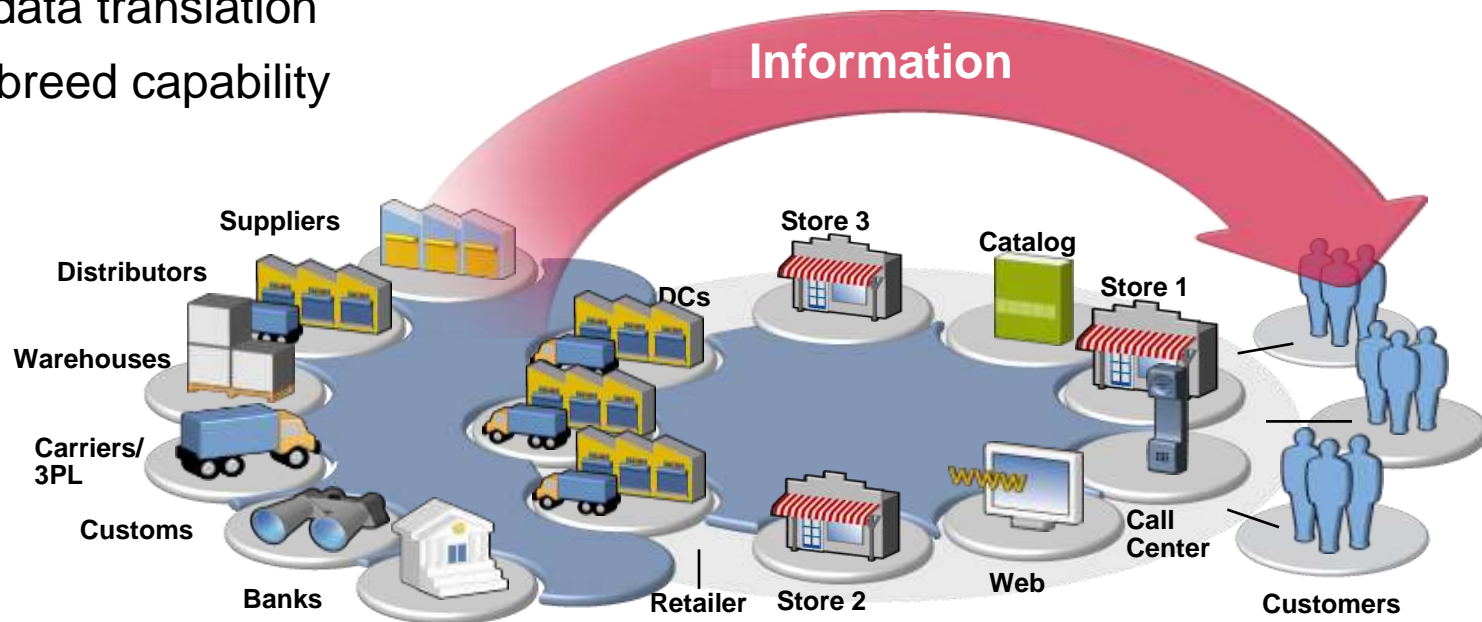 data translation
breed capability
Information
Suppliers
Store 3
Catalog
Distributors
DCs
Store 1
Warehouses
Carriers/
3PL
www
Customs
Call
Center
Web
Banks
Retailer
Store 2
Customers